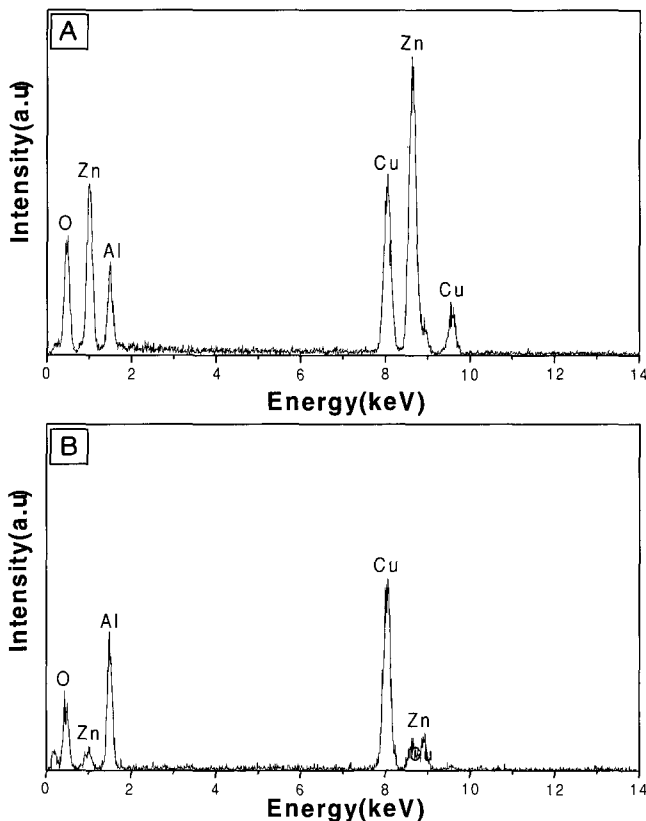 A
Intensity(a.u)
O
Zn
Al
Cu
Zn
Cu
0 2 4 6 8 10 12 14
Energy(keV)
B
Intensity(a.u)
O
Zn
Al
Cu
Zn
0 2 4 6 8 10 12 14
Energy(keV)